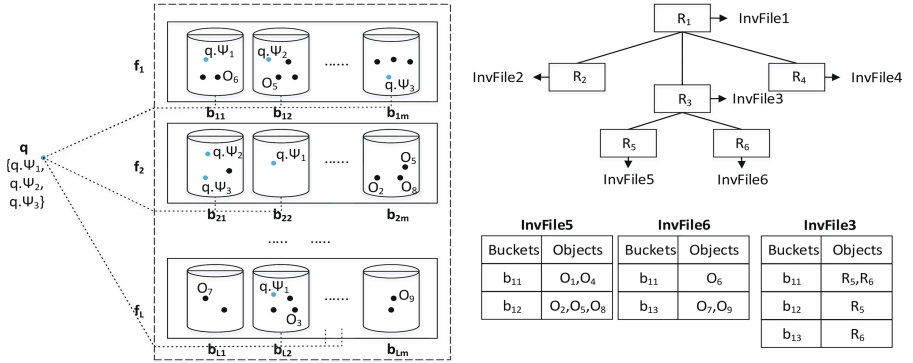 q
{q.Ψ1,
q.Ψ2,
q.Ψ3}
f1
q.Ψ1
O6
q.Ψ2
O5
......
q.Ψ3
b11
b12
b1m
f2
q.Ψ2
q.Ψ3
q.Ψ1
O5
O2
O8
b21
b22
b2m
..... .....
fL
O7
q.Ψ1
O3
......
O9
bL1
bL2
bLm
R1
InvFile1
InvFile2
R2
R4
InvFile4
R3
InvFile3
R5
R6
InvFile5
InvFile6
InvFile5
Buckets Objects
b11 O1,O4
b12 O2,O5,O8
InvFile6
Buckets Objects
b11 O6
b13 O7,O9
InvFile3
Buckets Objects
b11 R5,R6
b12 R5
b13 R6